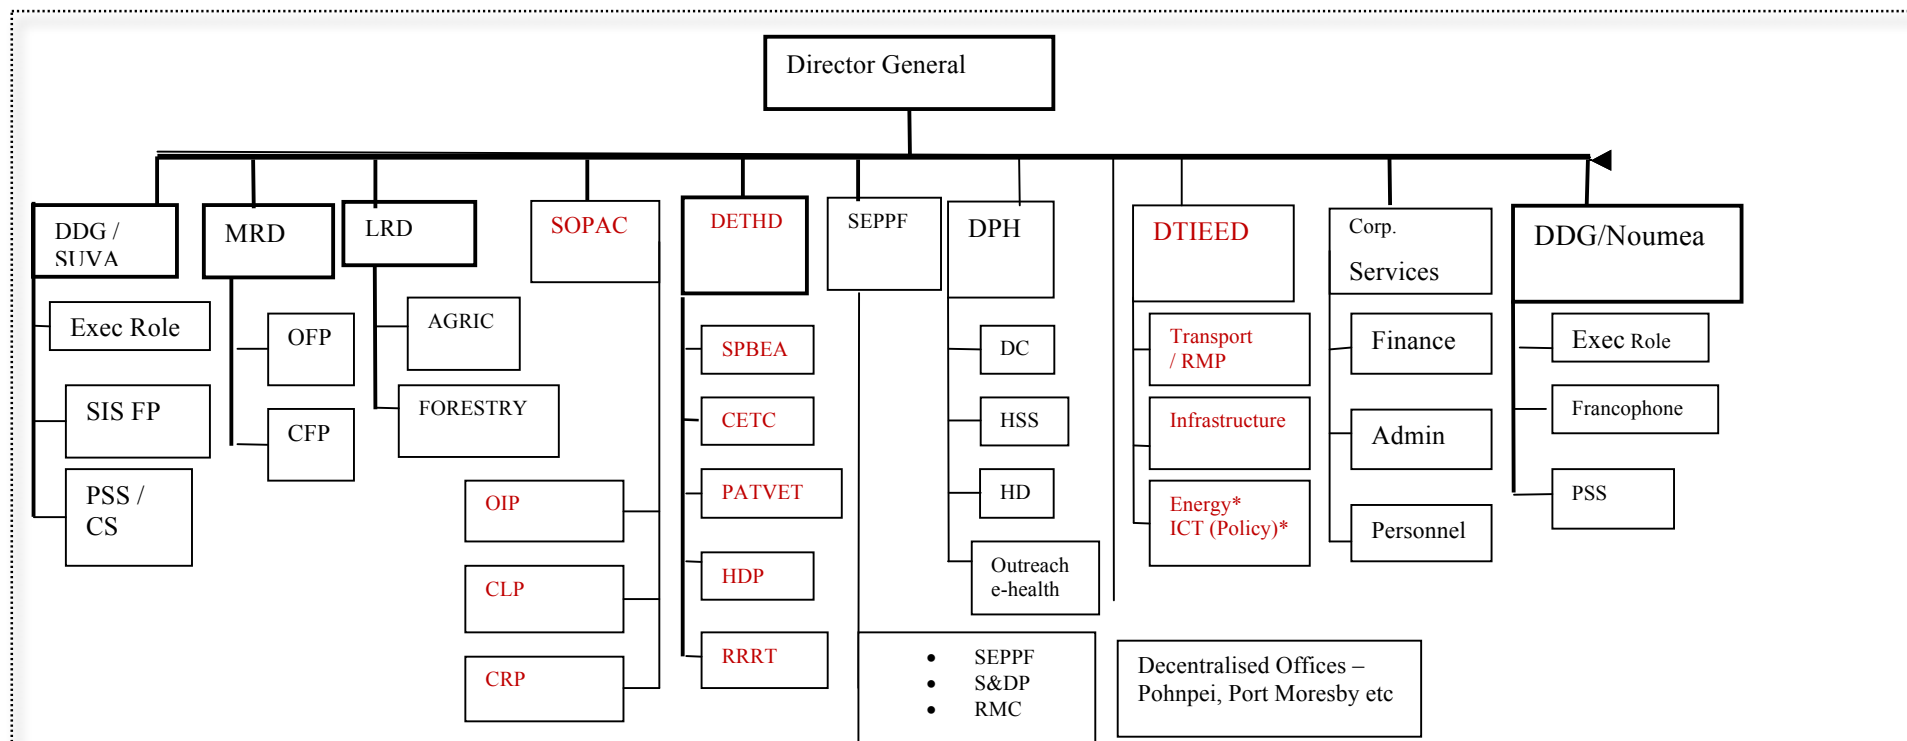 Director General
DDG /
SUVA
MRD
LRD
SOPAC
DETHD
SEPPF
DPH
DTIEED
Corp.
Services
DDG/Noumea
Exec Role
SIS FP
PSS /
CS
OFP
CFP
AGRIC
FORESTRY
OIP
CLP
CRP
SPBEA
CETC
PATVET
HDP
RRRT
• SEPPF
• S&DP
• RMC
DC
HSS
HD
Outreach
e-health
Decentralised Offices –
Pohnpei, Port Moresby etc
Transport
/ RMP
Infrastructure
Energy*
ICT (Policy)*
Finance
Admin
Personnel
Exec Role
Francophone
PSS